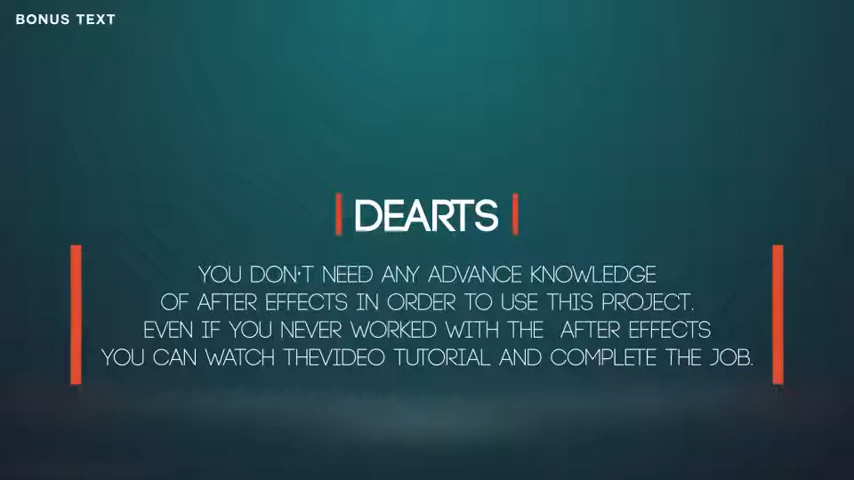 BONUS TEXT
DEARTS
YOU DON'T NEED ANY ADVANCE KNOWLEDGE
OF AFTER EFFECTS IN ORDER TO USE THIS PROJECT.
EVEN IF YOU NEVER WORKED WITH THE  AFTER EFFECTS
YOU CAN WATCH THEVIDEO TUTORIAL AND COMPLETE THE JOB.